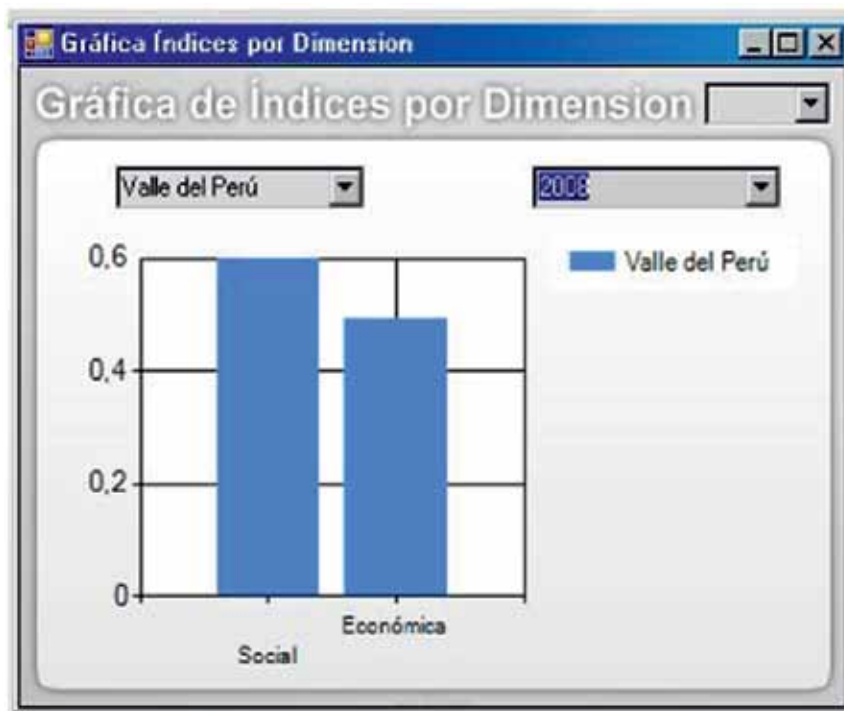 Gráfica Índices por Dimension
Gráfica de Índices por Dimension
Valle del Perú
2008
0,6
Valle del Perú
0,4
0,2
0
Económica
Social